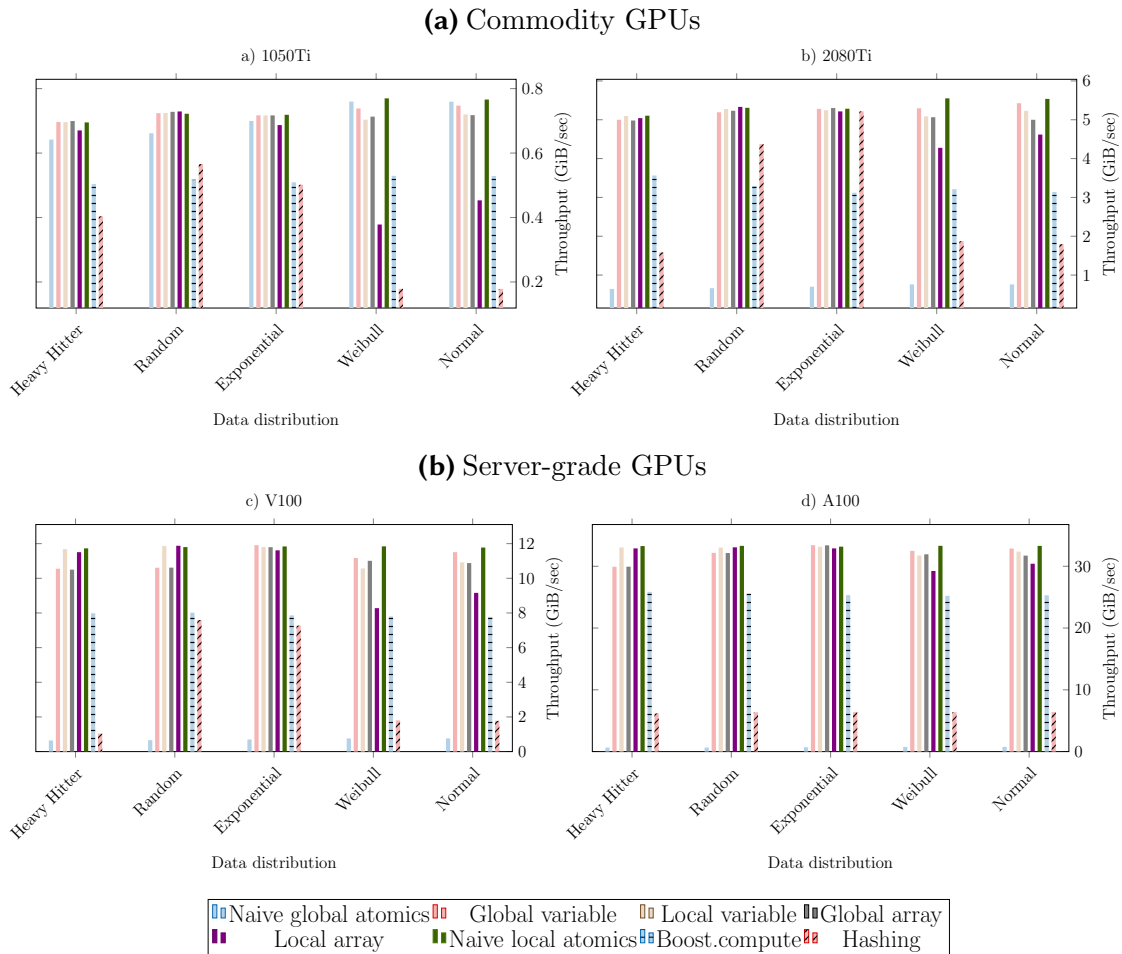 (a) Commodity GPUs
a) 1050Ti
0.8
0.6
0.4
0.2
Throughput (GiB/sec)
Heavy Hitter
Random
Exponential
Weibull
Normal
Data distribution
b) 2080Ti
6
5
4
3
2
1
Throughput (GiB/sec)
Heavy Hitter
Random
Exponential
Weibull
Normal
Data distribution
(b) Server-grade GPUs
c) V100
12
10
8
6
4
2
0
Throughput (GiB/sec)
Heavy Hitter
Random
Exponential
Weibull
Normal
Data distribution
d) A100
30
20
10
0
Throughput (GiB/sec)
Heavy Hitter
Random
Exponential
Weibull
Normal
Data distribution
Naive global atomics Global variable Local variable Global array
Local array Naive local atomics Boost.compute Hashing